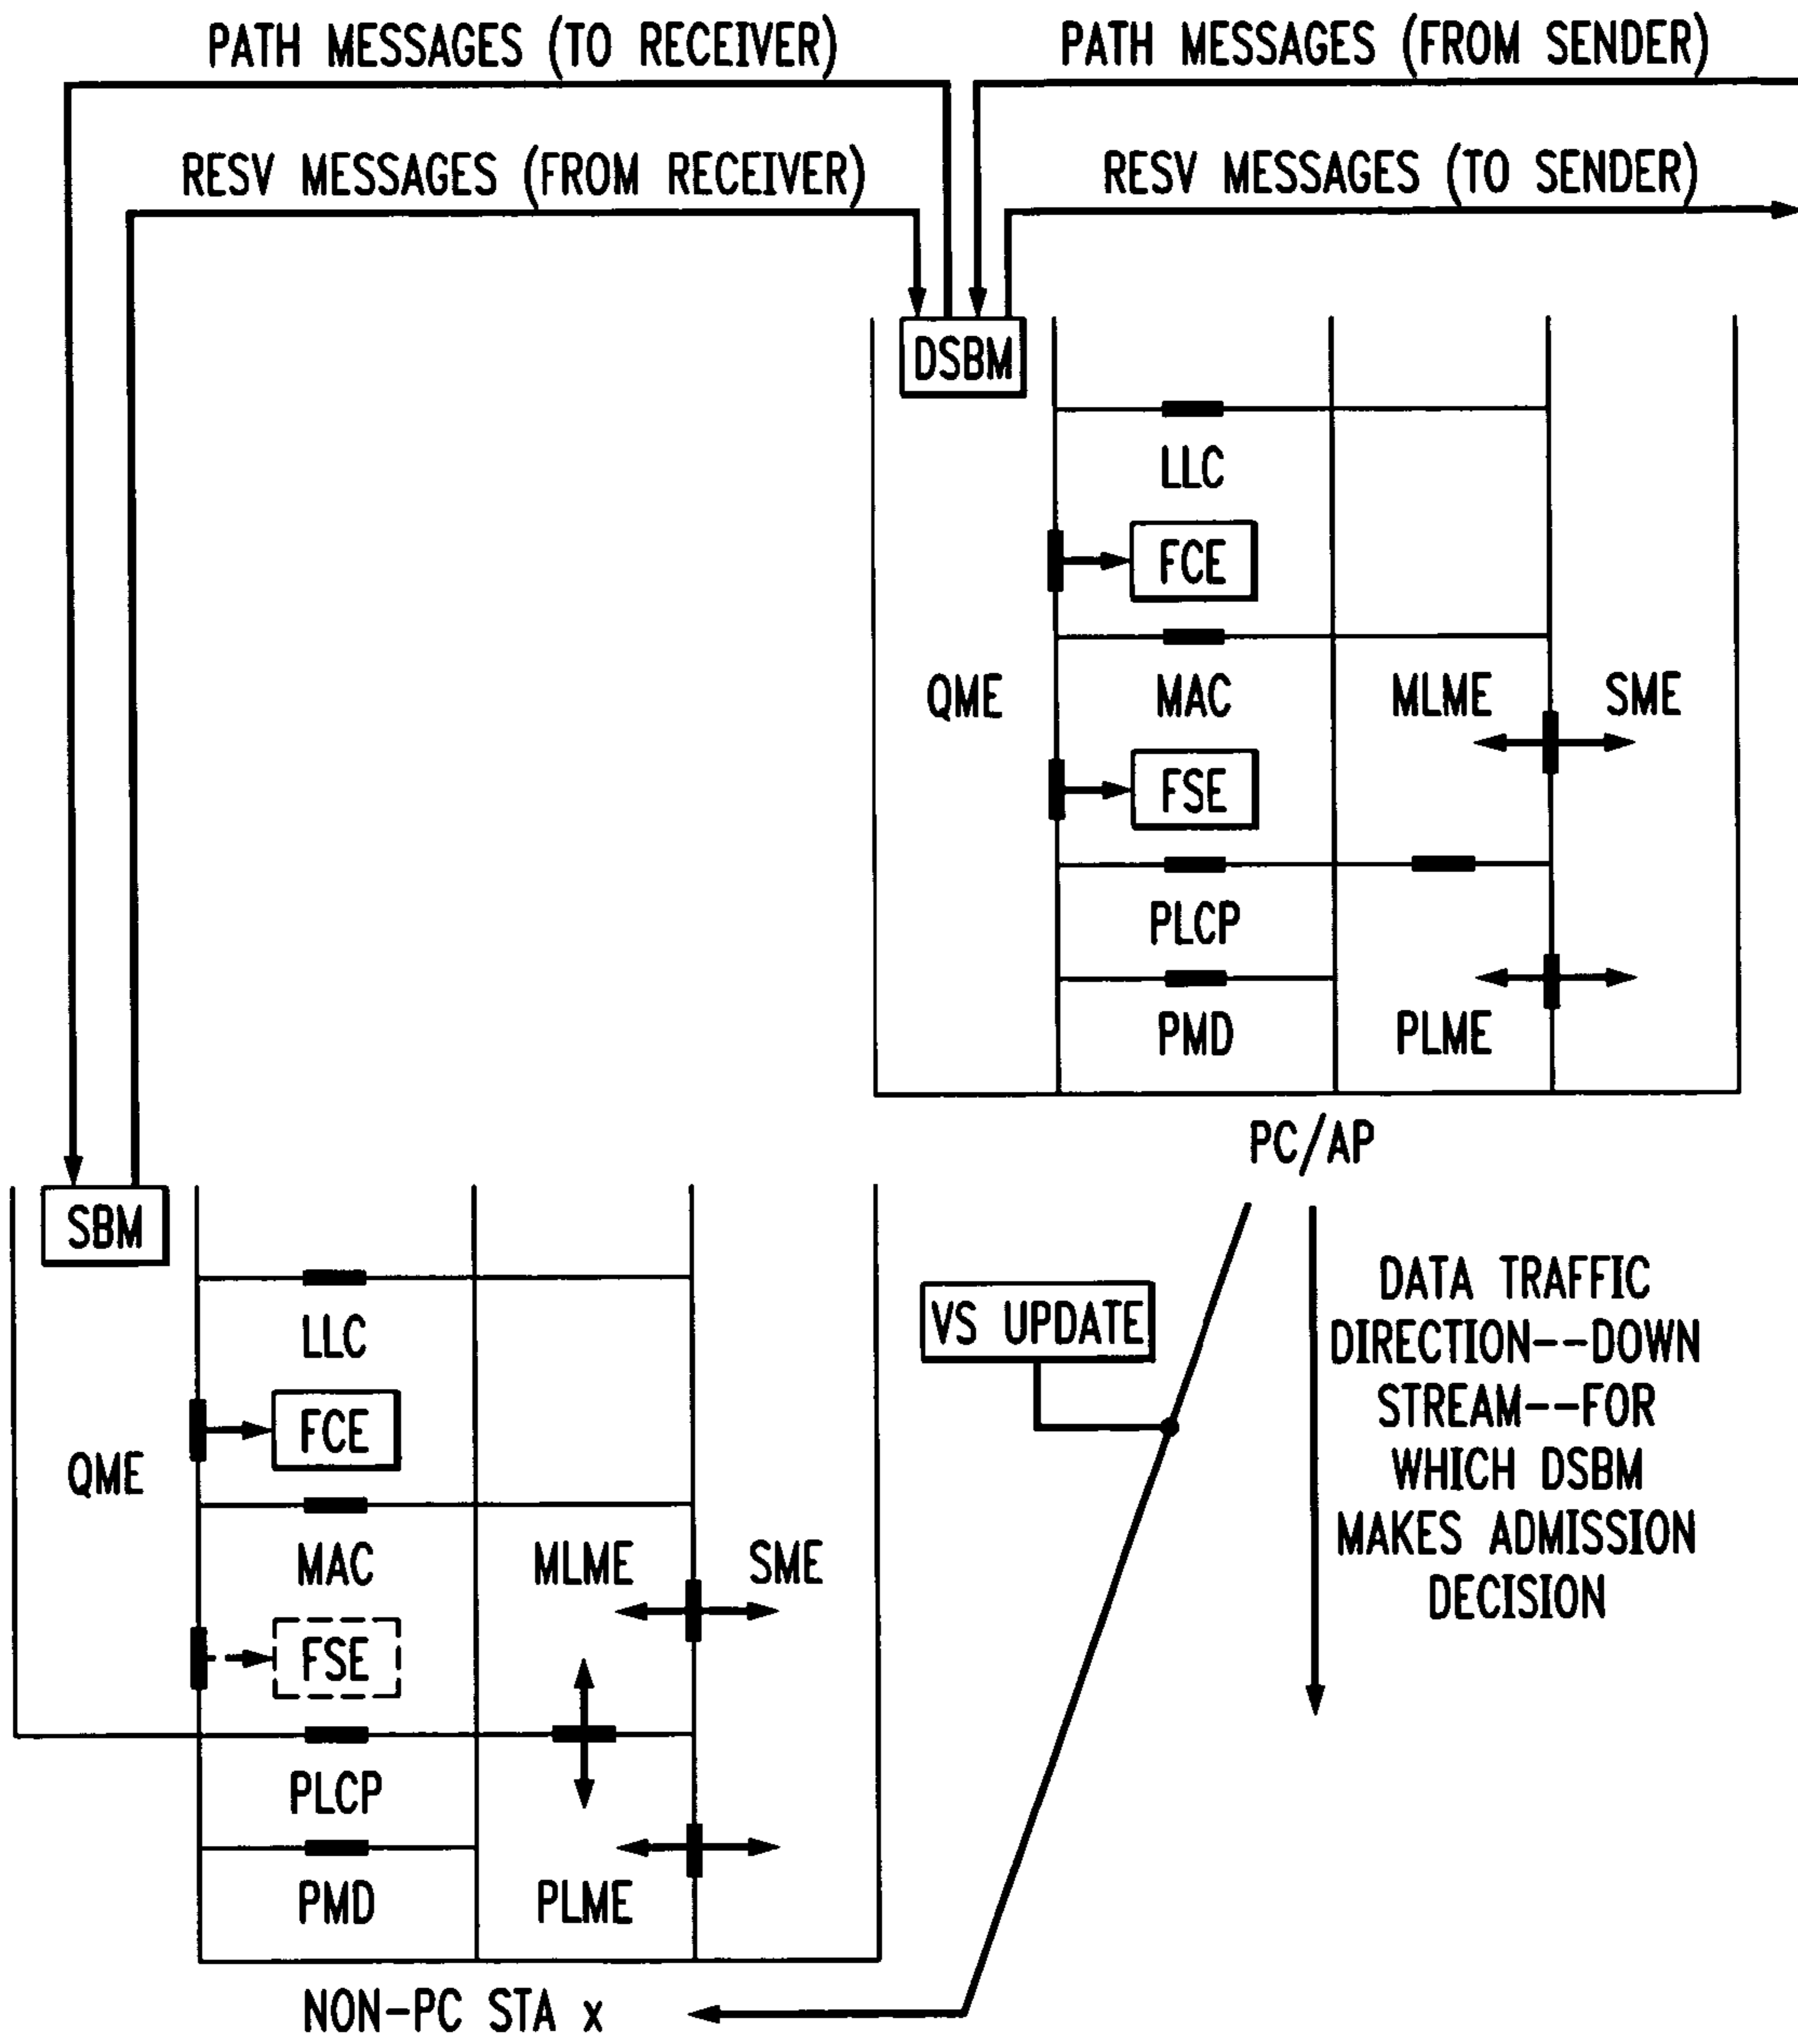 PATH MESSAGES (TO RECEIVER)
PATH MESSAGES (FROM SENDER)
RESV MESSAGES (FROM RECEIVER)
RESV MESSAGES (TO SENDER)
DSBM
LLC
FCE
QME
MAC
MLME
SME
FSE
PLCP
PMD
PLME
PC/AP
SBM
LLC
FCE
QME
MAC
MLME
SME
FSE
PLCP
PMD
PLME
NON-PC STA x
VS UPDATE
DATA TRAFFIC
DIRECTION--DOWN
STREAM--FOR
WHICH DSBM
MAKES ADMISSION
DECISION